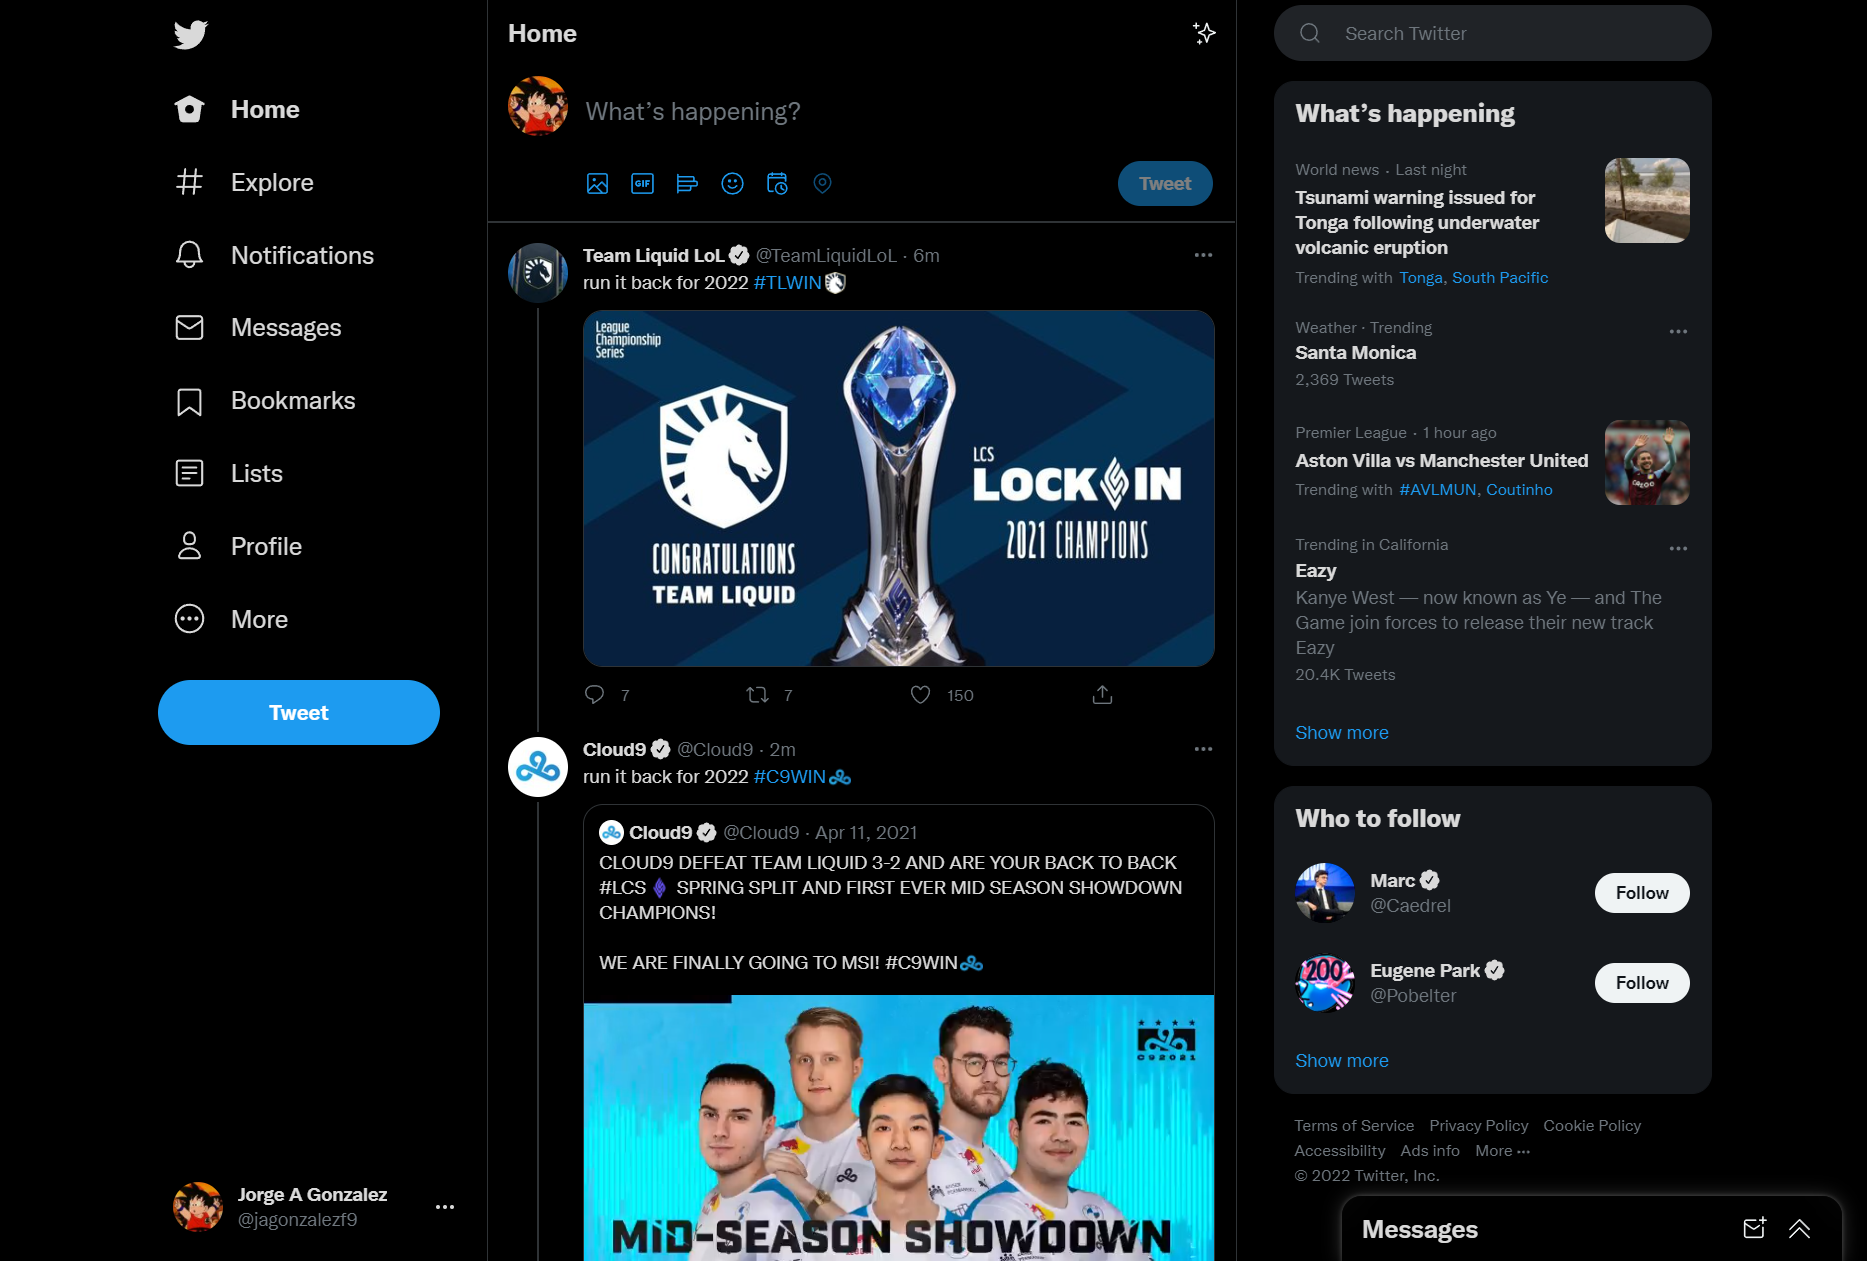 Home
Explore
Notifications
Messages
Bookmarks
Lists
Profile
More
Tweet
Jorge A Gonzalez
@jagonzalezf9
Home
What's happening?
GIF
Tweet
Team Liquid LoL @TeamLiquidLoL · 6m
run it back for 2022 #TLWIN
League
Championship
Series
CONGRATULATIONS
TEAM LIQUID
LCS
LOCK IN
2021 CHAMPIONS
7
7
150
Cloud9 @Cloud9 · 2m
run it back for 2022 #C9WIN
Cloud9 @Cloud9 · Apr 11, 2021
CLOUD9 DEFEAT TEAM LIQUID 3-2 AND ARE YOUR BACK TO BACK
#LCS SPRING SPLIT AND FIRST EVER MID SEASON SHOWDOWN
CHAMPIONS!
WE ARE FINALLY GOING TO MSI! #C9WIN
C92021
MID-SEASON SHOWDOWN
Search Twitter
What's happening
World news · Last night
Tsunami warning issued for
Tonga following underwater
volcanic eruption
Trending with Tonga, South Pacific
Weather · Trending
Santa Monica
2,369 Tweets
Premier League · 1 hour ago
Aston Villa vs Manchester United
Trending with #AVLMUN, Coutinho
cazoo
Trending in California
Eazy
Kanye West — now known as Ye — and The
Game join forces to release their new track
Eazy
20.4K Tweets
Show more
Who to follow
Marc
@Caedrel
Follow
200
Eugene Park
@Pobelter
Follow
Show more
Terms of Service Privacy Policy Cookie Policy
Accessibility Ads info More ···
© 2022 Twitter, Inc.
Messages